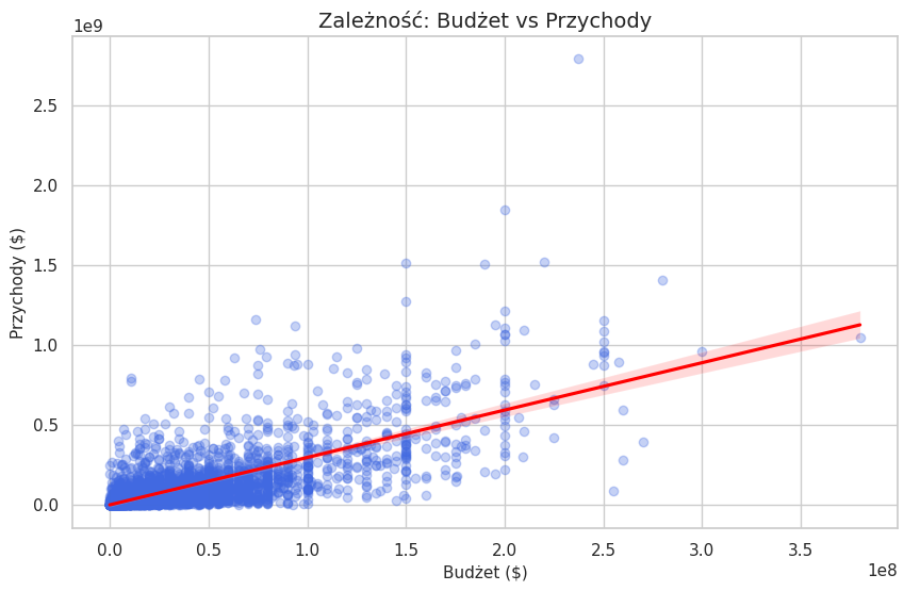 Zależność: Budżet vs Przychody
1e9
2.5
2.0
1.5
1.0
0.5
0.0
Przychody ($)
0.0 0.5 1.0 1.5 2.0 2.5 3.0 3.5
1e8
Budżet ($)